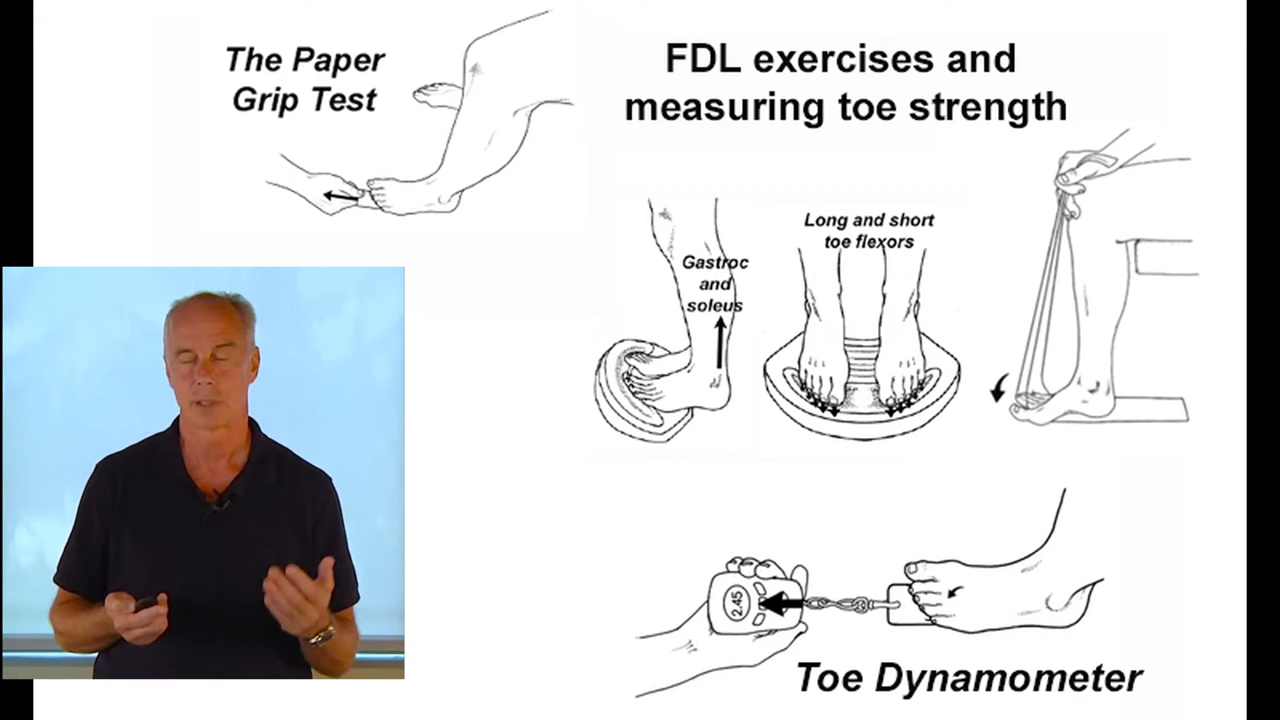 The Paper
Grip Test
FDL exercises and
measuring toe strength
Gastroc
and
soleus
Long and short
toe flexors
2.45
Toe Dynamometer